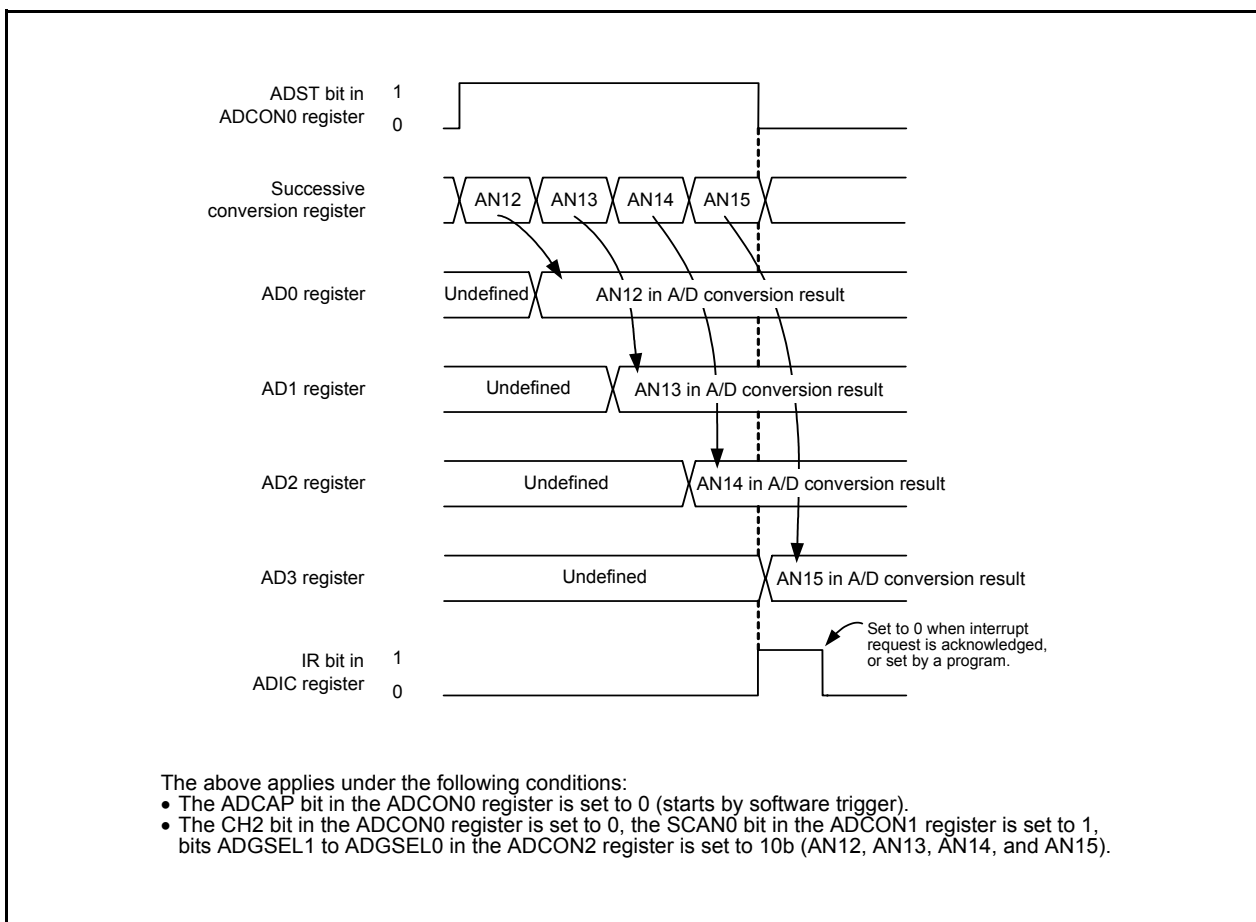 ADST bit in
ADCON0 register
1
0
Successive
conversion register
AN12
AN13
AN14
AN15
AD0 register
Undefined
AN12 in A/D conversion result
AD1 register
Undefined
AN13 in A/D conversion result
AD2 register
Undefined
AN14 in A/D conversion result
AD3 register
Undefined
AN15 in A/D conversion result
Set to 0 when interrupt
request is acknowledged,
or set by a program.
IR bit in
ADIC register
1
0
The above applies under the following conditions:
• The ADCAP bit in the ADCON0 register is set to 0 (starts by software trigger).
• The CH2 bit in the ADCON0 register is set to 0, the SCAN0 bit in the ADCON1 register is set to 1,
bits ADGSEL1 to ADGSEL0 in the ADCON2 register is set to 10b (AN12, AN13, AN14, and AN15).